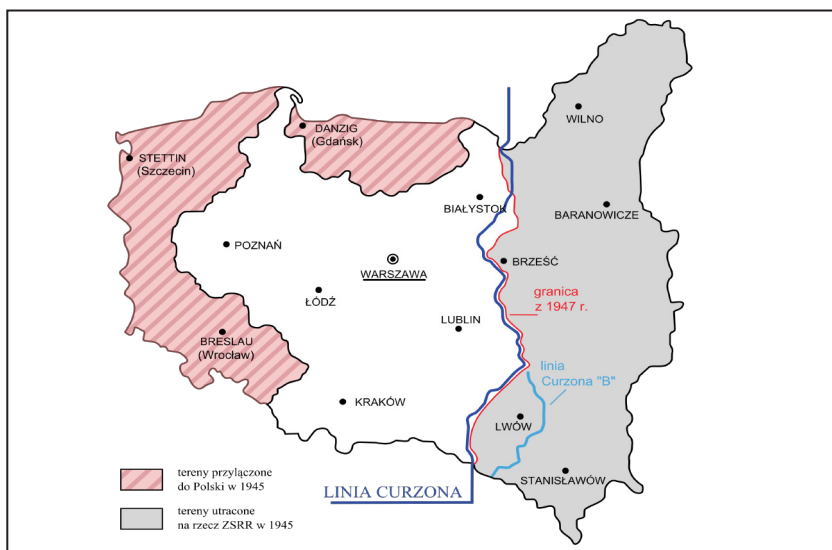 WILNO
DANZIG
(Gdańsk)
STETTIN
(Szczecin)
BIAŁYSTOK
BARANOWICZE
POZNAŃ
WARSZAWA
BRZEŚĆ
ŁÓDŹ
granica
z 1947 r.
LUBLIN
BRESLAU
(Wrocław)
linia
Curzona "B"
KRAKÓW
LWÓW
STANISŁAWÓW
tereny przyłączone
do Polski w 1945
LINIA CURZONA
tereny utracone
na rzecz ZSRR w 1945